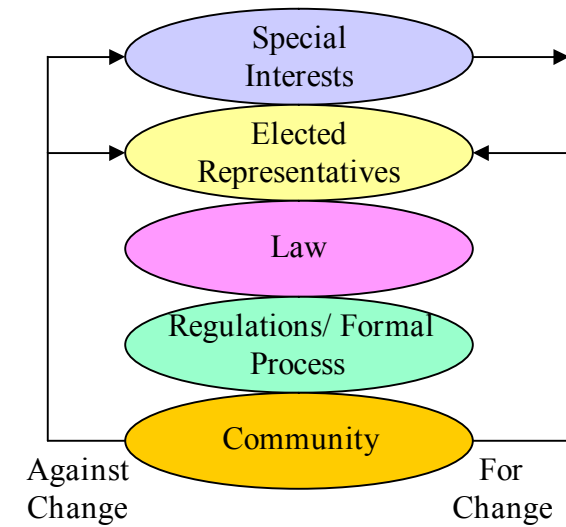 Special
Interests
Elected
Representatives
Law
Regulations/ Formal
Process
Community
Against
Change
For
Change